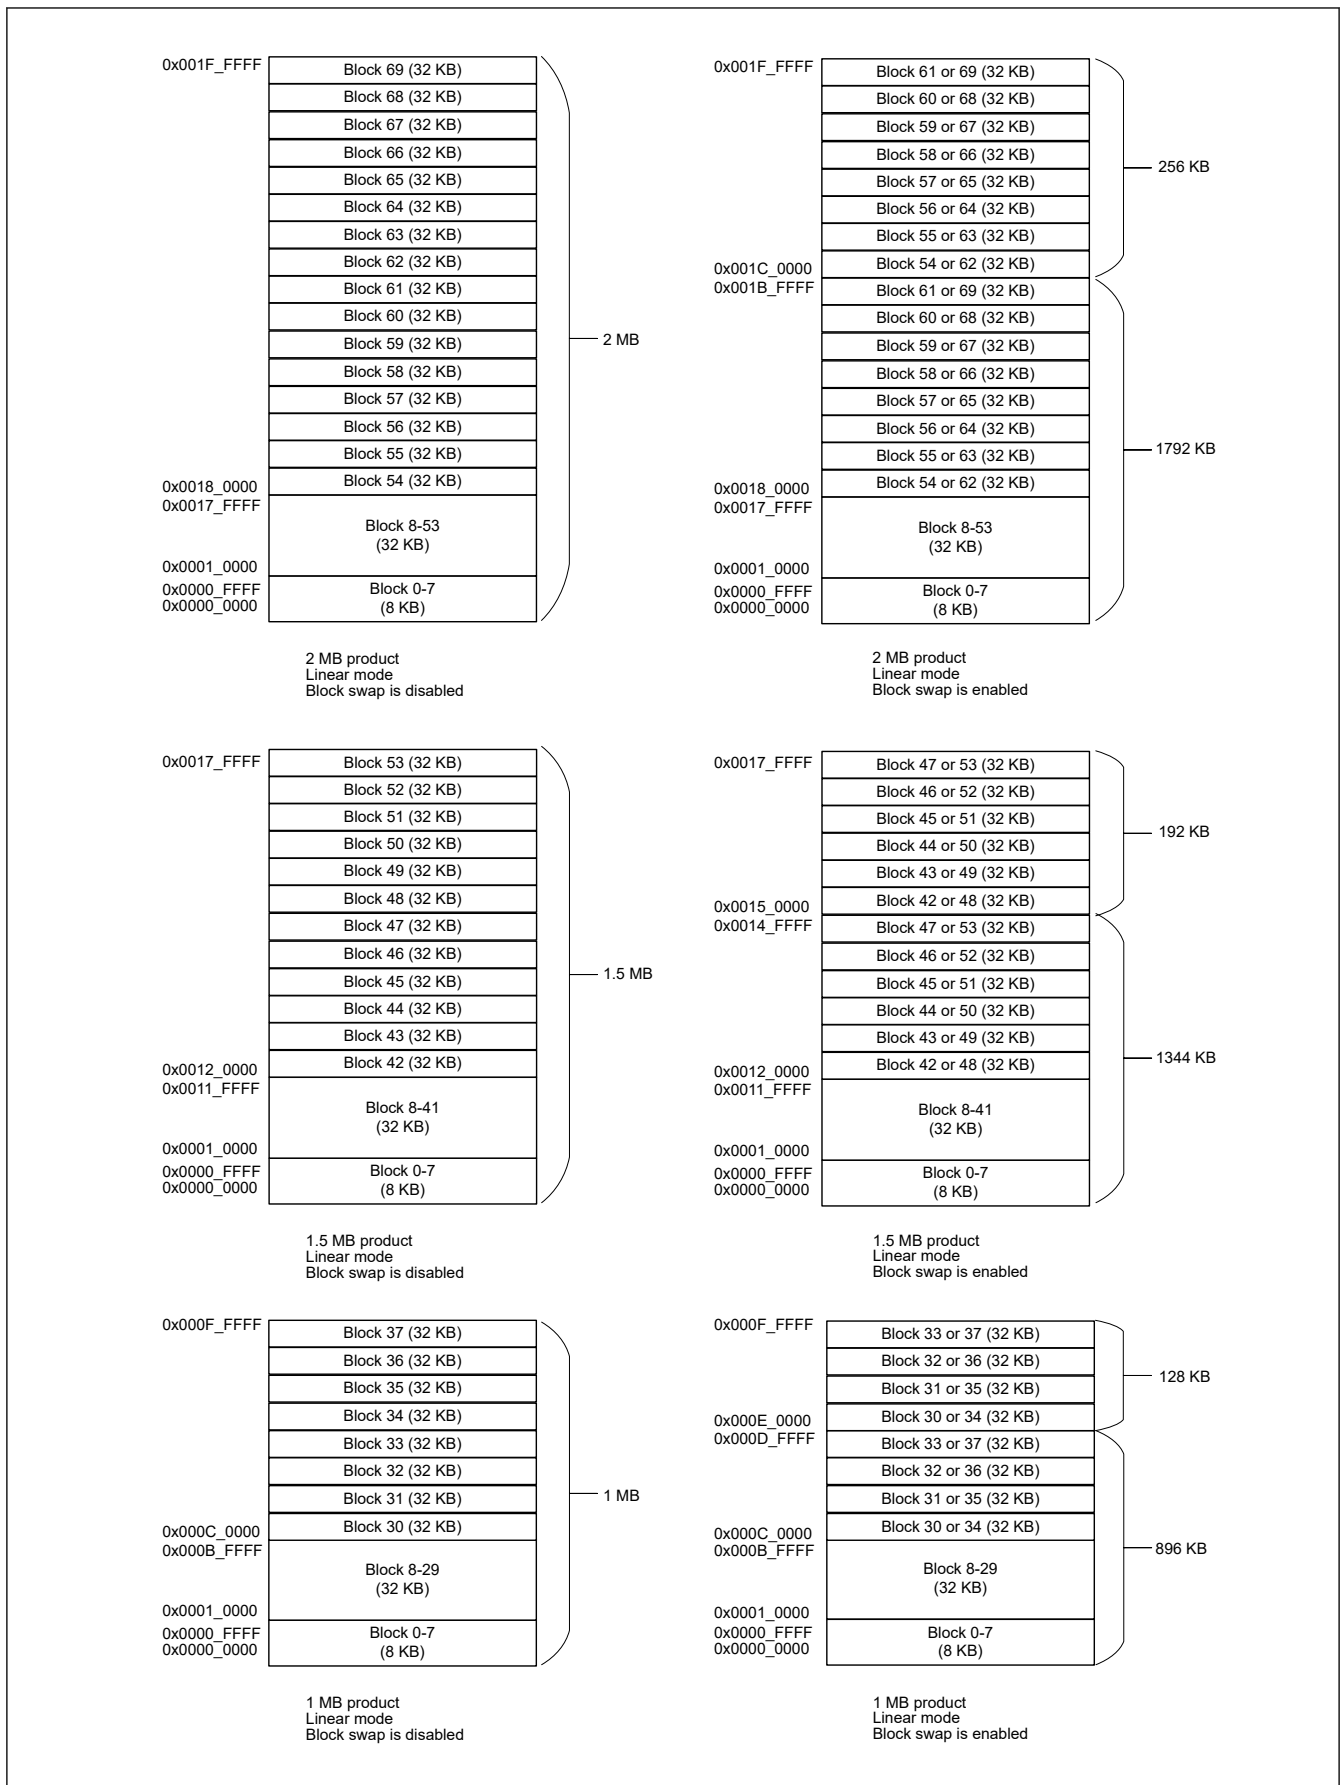 0x001F_FFFF
Block 69 (32 KB)
Block 68 (32 KB)
Block 67 (32 KB)
Block 66 (32 KB)
Block 65 (32 KB)
Block 64 (32 KB)
Block 63 (32 KB)
Block 62 (32 KB)
Block 61 (32 KB)
Block 60 (32 KB)
Block 59 (32 KB)
2 MB
Block 58 (32 KB)
Block 57 (32 KB)
Block 56 (32 KB)
Block 55 (32 KB)
Block 54 (32 KB)
0x0018_0000
0x0017_FFFF
Block 8-53
(32 KB)
0x0001_0000
0x0000_FFFF
0x0000_0000
Block 0-7
(8 KB)
2 MB product
Linear mode
Block swap is disabled
0x001F_FFFF
Block 61 or 69 (32 KB)
Block 60 or 68 (32 KB)
Block 59 or 67 (32 KB)
Block 58 or 66 (32 KB)
256 KB
Block 57 or 65 (32 KB)
Block 56 or 64 (32 KB)
Block 55 or 63 (32 KB)
Block 54 or 62 (32 KB)
0x001C_0000
0x001B_FFFF
Block 61 or 69 (32 KB)
Block 60 or 68 (32 KB)
Block 59 or 67 (32 KB)
Block 58 or 66 (32 KB)
Block 57 or 65 (32 KB)
Block 56 or 64 (32 KB)
1792 KB
Block 55 or 63 (32 KB)
Block 54 or 62 (32 KB)
0x0018_0000
0x0017_FFFF
Block 8-53
(32 KB)
0x0001_0000
0x0000_FFFF
0x0000_0000
Block 0-7
(8 KB)
2 MB product
Linear mode
Block swap is enabled
0x0017_FFFF
Block 53 (32 KB)
Block 52 (32 KB)
Block 51 (32 KB)
Block 50 (32 KB)
Block 49 (32 KB)
Block 48 (32 KB)
Block 47 (32 KB)
Block 46 (32 KB)
Block 45 (32 KB)
1.5 MB
Block 44 (32 KB)
Block 43 (32 KB)
Block 42 (32 KB)
0x0012_0000
0x0011_FFFF
Block 8-41
(32 KB)
0x0001_0000
0x0000_FFFF
0x0000_0000
Block 0-7
(8 KB)
1.5 MB product
Linear mode
Block swap is disabled
0x0017_FFFF
Block 47 or 53 (32 KB)
Block 46 or 52 (32 KB)
Block 45 or 51 (32 KB)
192 KB
Block 44 or 50 (32 KB)
Block 43 or 49 (32 KB)
Block 42 or 48 (32 KB)
0x0015_0000
0x0014_FFFF
Block 47 or 53 (32 KB)
Block 46 or 52 (32 KB)
Block 45 or 51 (32 KB)
Block 44 or 50 (32 KB)
Block 43 or 49 (32 KB)
Block 42 or 48 (32 KB)
1344 KB
0x0012_0000
0x0011_FFFF
Block 8-41
(32 KB)
0x0001_0000
0x0000_FFFF
0x0000_0000
Block 0-7
(8 KB)
1.5 MB product
Linear mode
Block swap is enabled
0x000F_FFFF
Block 37 (32 KB)
Block 36 (32 KB)
Block 35 (32 KB)
Block 34 (32 KB)
Block 33 (32 KB)
Block 32 (32 KB)
Block 31 (32 KB)
1 MB
Block 30 (32 KB)
0x000C_0000
0x000B_FFFF
Block 8-29
(32 KB)
0x0001_0000
0x0000_FFFF
0x0000_0000
Block 0-7
(8 KB)
1 MB product
Linear mode
Block swap is disabled
0x000F_FFFF
Block 33 or 37 (32 KB)
Block 32 or 36 (32 KB)
128 KB
Block 31 or 35 (32 KB)
Block 30 or 34 (32 KB)
0x000E_0000
0x000D_FFFF
Block 33 or 37 (32 KB)
Block 32 or 36 (32 KB)
Block 31 or 35 (32 KB)
Block 30 or 34 (32 KB)
0x000C_0000
0x000B_FFFF
896 KB
Block 8-29
(32 KB)
0x0001_0000
0x0000_FFFF
0x0000_0000
Block 0-7
(8 KB)
1 MB product
Linear mode
Block swap is enabled